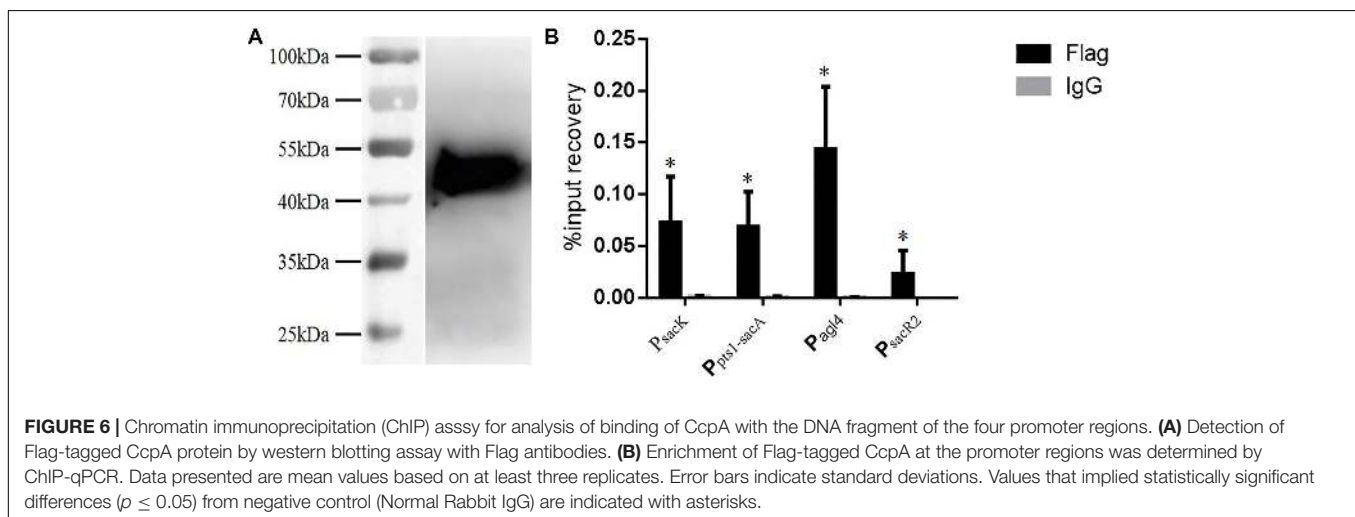 A
100kDa
70kDa
55kDa
40kDa
35kDa
25kDa
B
%input recovery
0.25
0.20
0.15
0.10
0.05
0.00
*
*
*
*
PsacK
Ppts1-sacA
Pagl4
PsacR2
Flag
IgG
FIGURE 6 | Chromatin immunoprecipitation (ChIP) asssy for analysis of binding of CcpA with the DNA fragment of the four promoter regions. (A) Detection of
Flag-tagged CcpA protein by western blotting assay with Flag antibodies. (B) Enrichment of Flag-tagged CcpA at the promoter regions was determined by
ChIP-qPCR. Data presented are mean values based on at least three replicates. Error bars indicate standard deviations. Values that implied statistically significant
differences (p ≤ 0.05) from negative control (Normal Rabbit IgG) are indicated with asterisks.